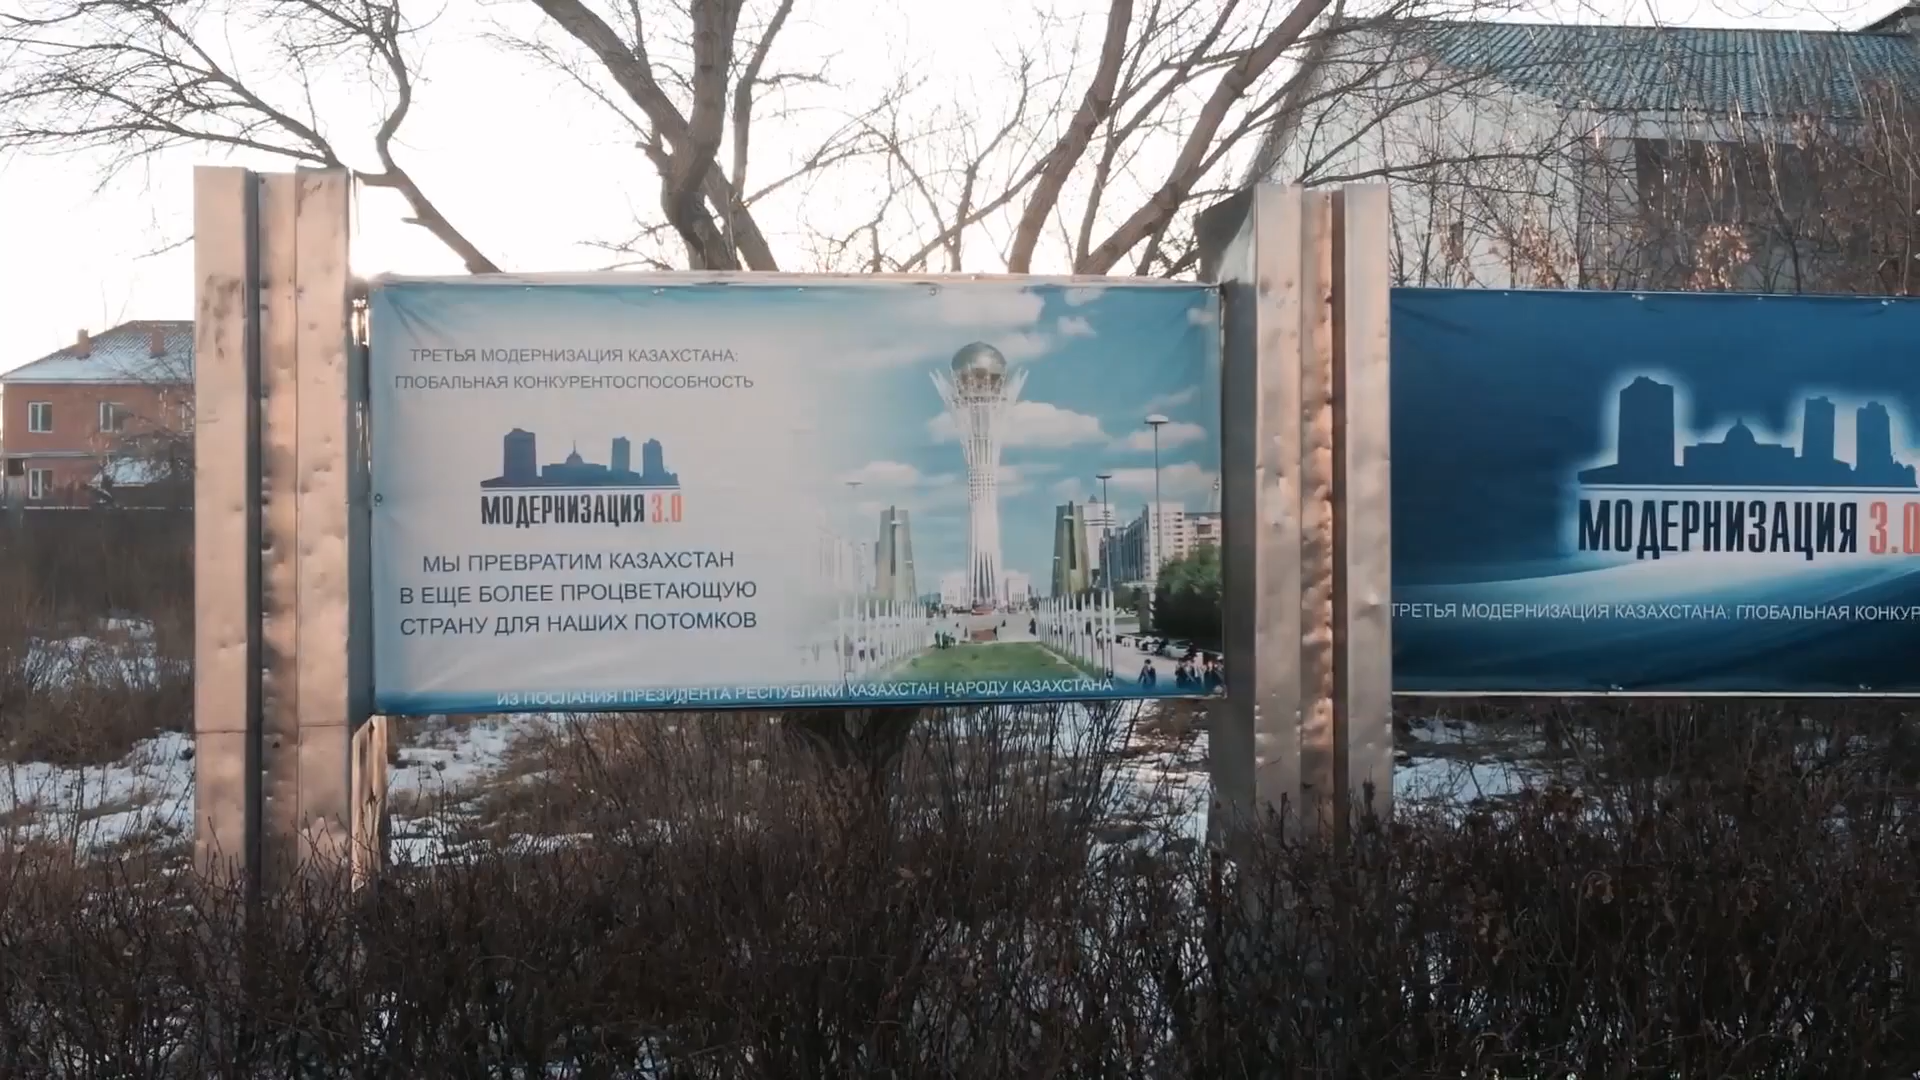 ТРЕТЬЯ МОДЕРНИЗАЦИЯ КАЗАХСТАНА:
ГЛОБАЛЬНАЯ КОНКУРЕНТОСПОСОБНОСТЬ
МОДЕРНИЗАЦИЯ 3.0
МЫ ПРЕВРАТИМ КАЗАХСТАН
В ЕЩЕ БОЛЕЕ ПРОЦВЕТАЮЩУЮ
СТРАНУ ДЛЯ НАШИХ ПОТОМКОВ
ИЗ ПОСЛАНИЯ ПРЕЗИДЕНТА РЕСПУБЛИКИ КАЗАХСТАН НАРОДУ КАЗАХСТАНА
МОДЕРНИЗАЦИЯ 3.0
ТРЕТЬЯ МОДЕРНИЗАЦИЯ КАЗАХСТАНА: ГЛОБАЛЬНАЯ КОНКУР